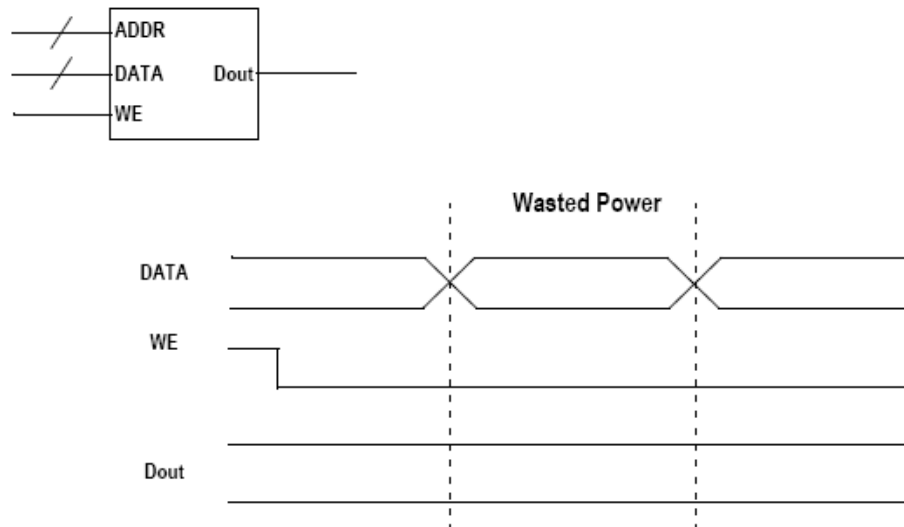 ADDR
DATA Dout
WE
Wasted Power
DATA
WE
Dout